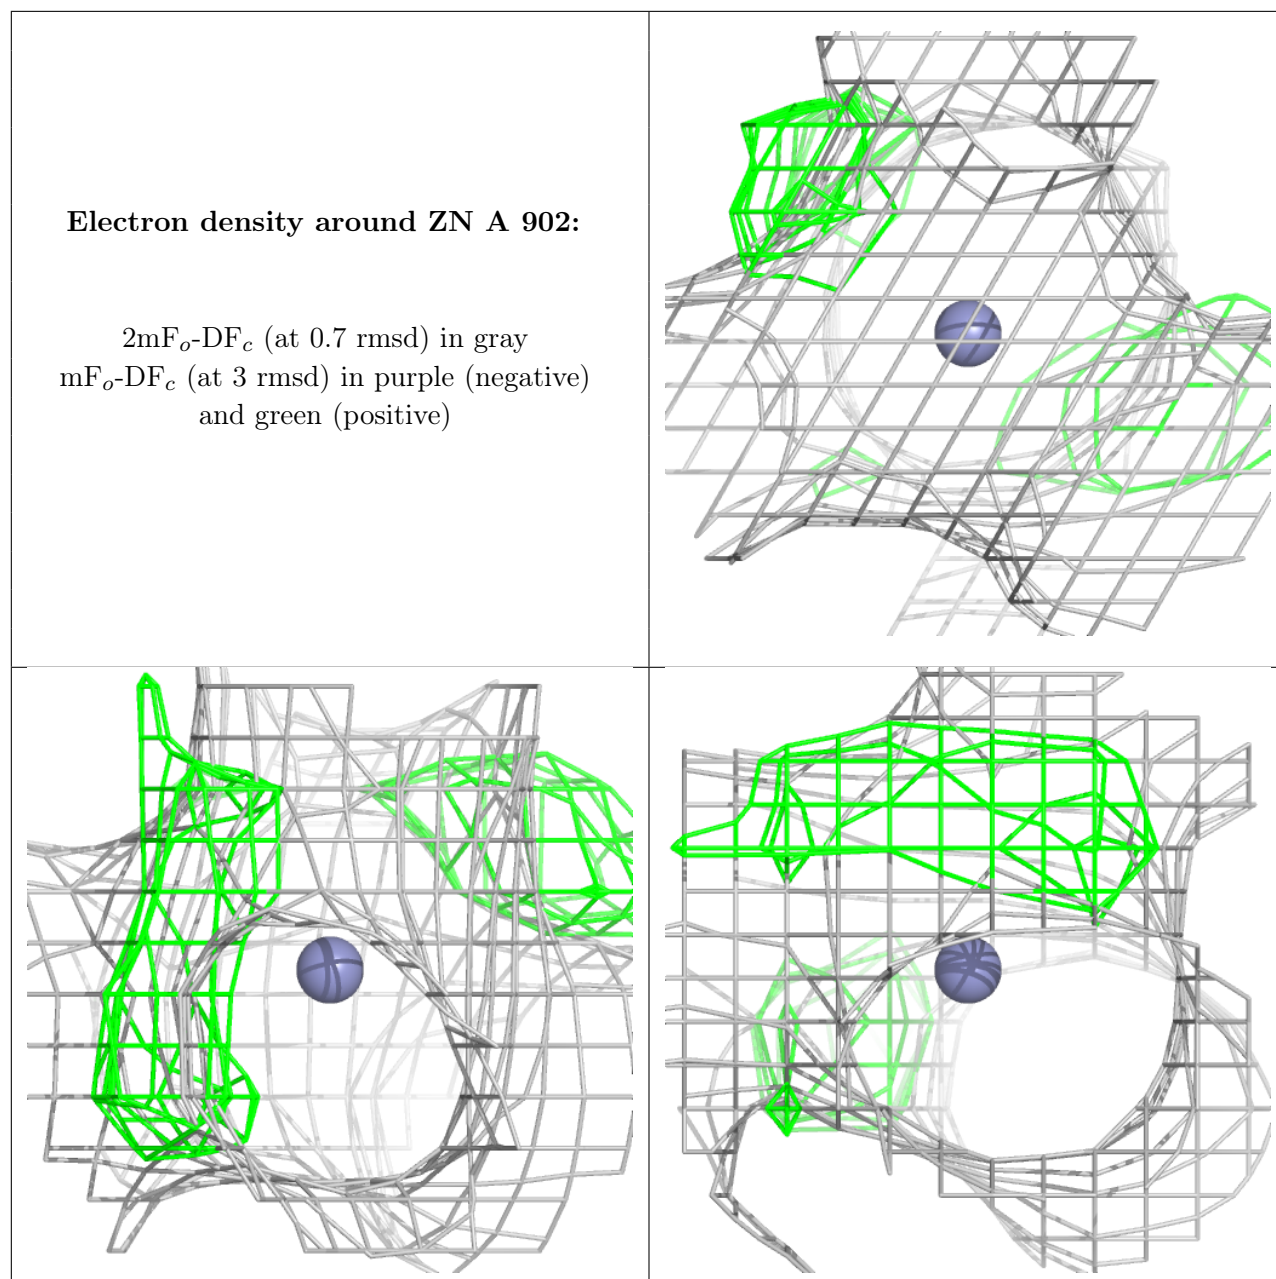 Electron density around ZN A 902:
2mFₒ-DF𝒸 (at 0.7 rmsd) in gray
mFₒ-DF𝒸 (at 3 rmsd) in purple (negative)
and green (positive)